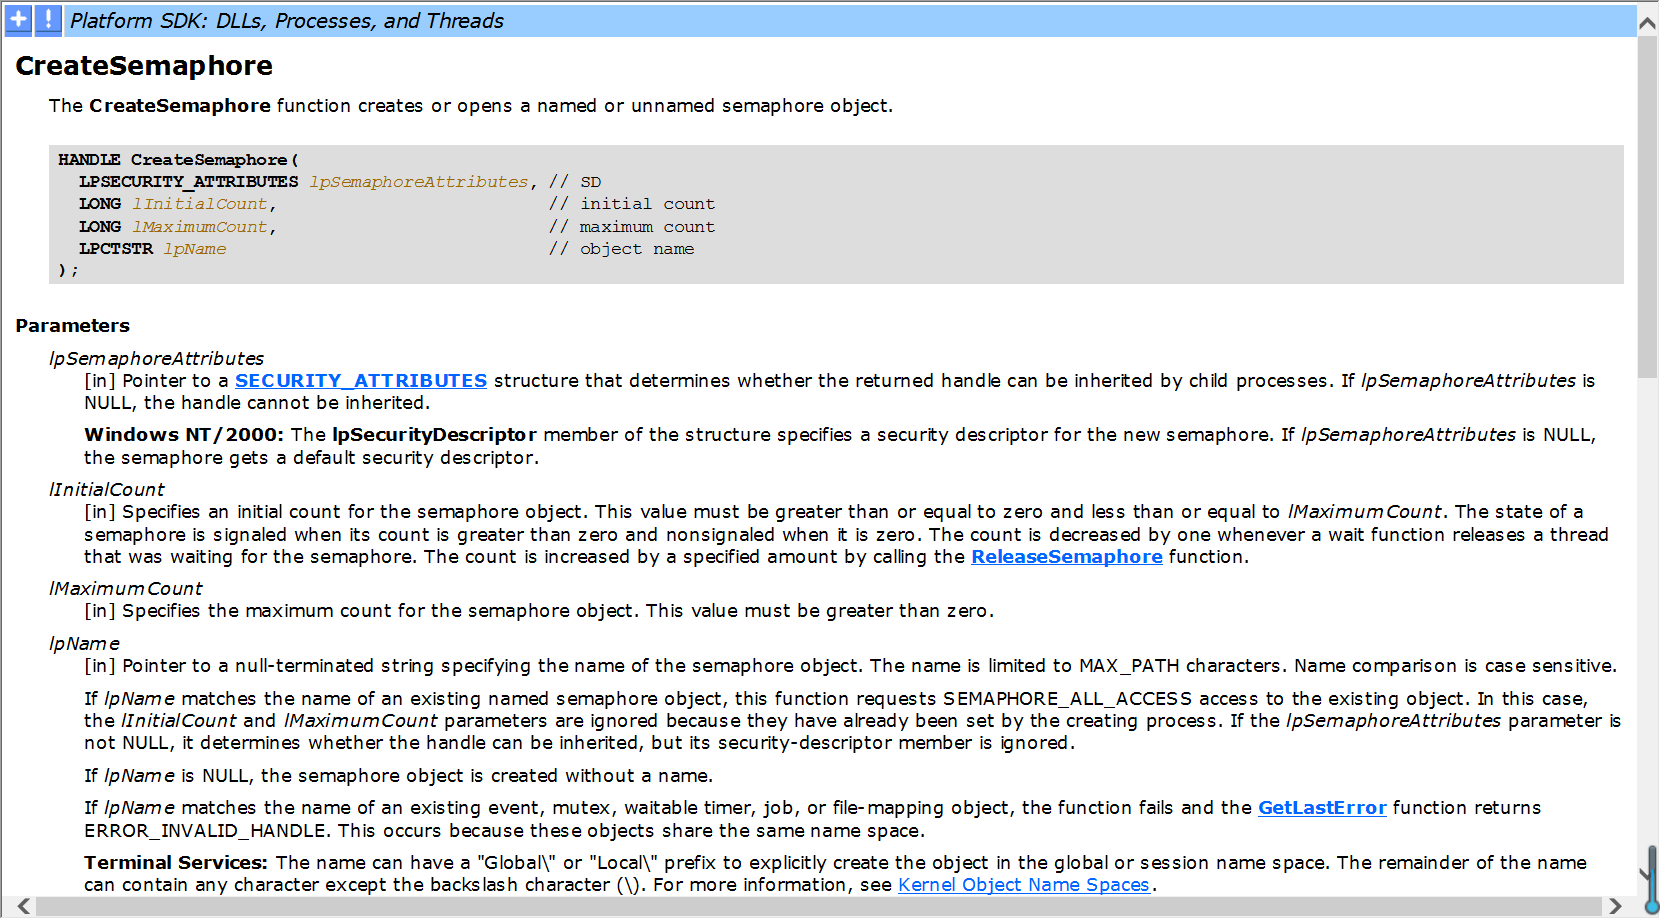 Platform SDK: DLLs, Processes, and Threads
CreateSemaphore
The CreateSemaphore function creates or opens a named or unnamed semaphore object.
HANDLE CreateSemaphore(
  LPSECURITY_ATTRIBUTES lpSemaphoreAttributes, // SD
  LONG lInitialCount,                          // initial count
  LONG lMaximumCount,                          // maximum count
  LPCTSTR lpName                               // object name
);
Parameters
lpSemaphoreAttributes
[in] Pointer to a SECURITY_ATTRIBUTES structure that determines whether the returned handle can be inherited by child processes. If lpSemaphoreAttributes is
NULL, the handle cannot be inherited.
Windows NT/2000: The lpSecurityDescriptor member of the structure specifies a security descriptor for the new semaphore. If lpSemaphoreAttributes is NULL,
the semaphore gets a default security descriptor.
lInitialCount
[in] Specifies an initial count for the semaphore object. This value must be greater than or equal to zero and less than or equal to lMaximumCount. The state of a
semaphore is signaled when its count is greater than zero and nonsignaled when it is zero. The count is decreased by one whenever a wait function releases a thread
that was waiting for the semaphore. The count is increased by a specified amount by calling the ReleaseSemaphore function.
lMaximumCount
[in] Specifies the maximum count for the semaphore object. This value must be greater than zero.
lpName
[in] Pointer to a null-terminated string specifying the name of the semaphore object. The name is limited to MAX_PATH characters. Name comparison is case sensitive.
If lpName matches the name of an existing named semaphore object, this function requests SEMAPHORE_ALL_ACCESS access to the existing object. In this case,
the lInitialCount and lMaximumCount parameters are ignored because they have already been set by the creating process. If the lpSemaphoreAttributes parameter is
not NULL, it determines whether the handle can be inherited, but its security-descriptor member is ignored.
If lpName is NULL, the semaphore object is created without a name.
If lpName matches the name of an existing event, mutex, waitable timer, job, or file-mapping object, the function fails and the GetLastError function returns
ERROR_INVALID_HANDLE. This occurs because these objects share the same name space.
Terminal Services: The name can have a "Global\" or "Local\" prefix to explicitly create the object in the global or session name space. The remainder of the name
can contain any character except the backslash character (\). For more information, see Kernel Object Name Spaces.